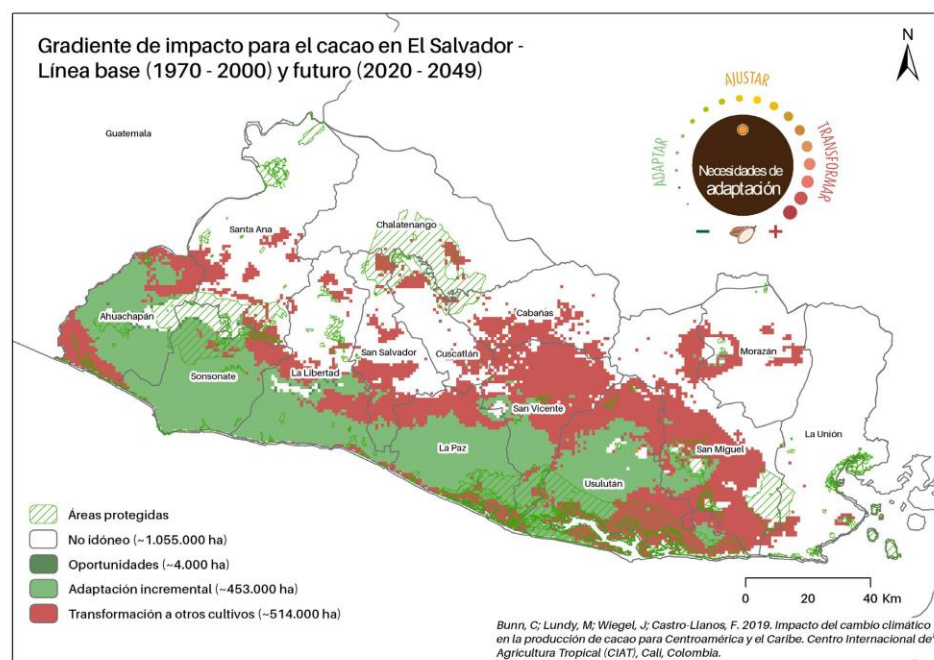 Gradiente de impacto para el cacao en El Salvador -
Línea base (1970 - 2000) y futuro (2020 - 2049)
N
AJUSTAR
ADAPTAR
TRANSFORMAR
Necesidades de
adaptación
Guatemala
Santa Ana
Chalatenango
Ahuachapán
Cabañas
San Salvador
Cuscatlán
Morazán
Sonsonate
La Libertad
San Vicente
La Unión
La Paz
San Miguel
Usulután
Áreas protegidas
No idóneo (~1.055.000 ha)
Oportunidades (~4.000 ha)
Adaptación incremental (~453.000 ha)
Transformación a otros cultivos (~514.000 ha)
0 20 40 Km
Bunn, C; Lundy, M; Wiegel, J; Castro-Llanos, F. 2019. Impacto del cambio climático
en la producción de cacao para Centroamérica y el Caribe. Centro Internacional de
Agricultura Tropical (CIAT), Cali, Colombia.